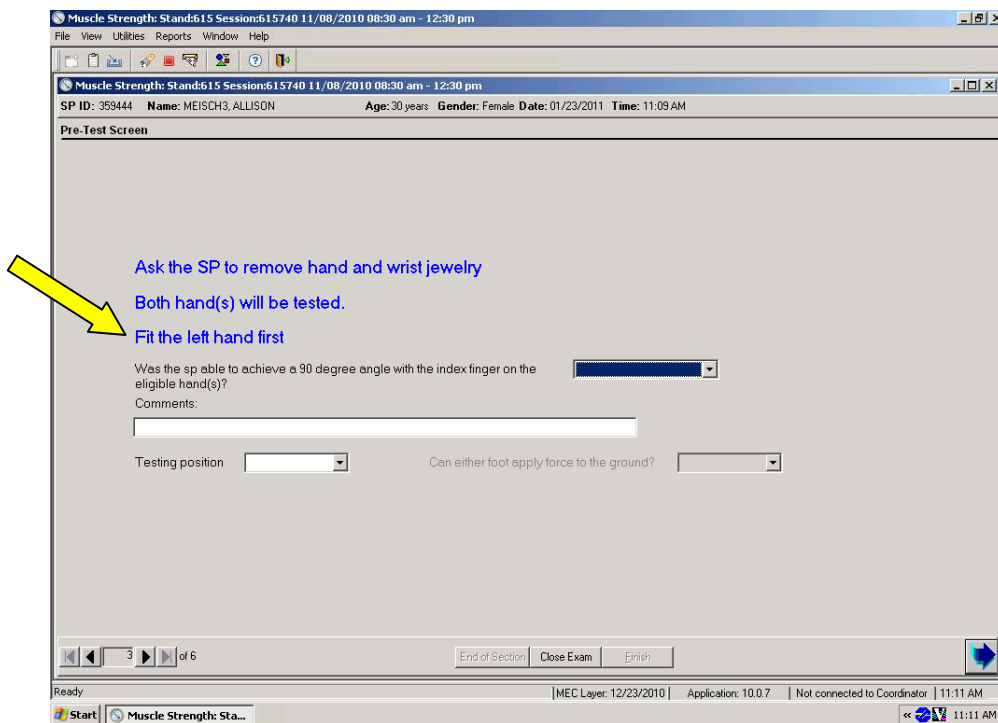 Muscle Strength: Stand:615 Session:615740 11/08/2010 08:30 am - 12:30 pm
File View Utilities Reports Window Help
Muscle Strength: Stand:615 Session:615740 11/08/2010 08:30 am - 12:30 pm
SP ID: 359444 Name: MEISCH3, ALLISON Age: 30 years Gender: Female Date: 01/23/2011 Time: 11:09 AM
Pre-Test Screen
Ask the SP to remove hand and wrist jewelry
Both hand(s) will be tested.
Fit the left hand first
Was the sp able to achieve a 90 degree angle with the index finger on the
eligible hand(s)?
Comments:
Testing position Can either foot apply force to the ground?
3 of 6 End of Section Close Exam Finish
Ready MEC Layer: 12/23/2010 Application: 10.0.7 Not connected to Coordinator 11:11 AM
Start Muscle Strength: Sta... « 11:11 AM